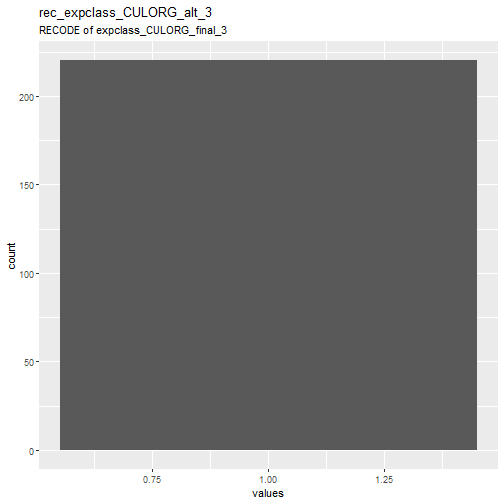 rec_expclass_CULORG_alt_3
RECODE of expclass_CULORG_final_3
200
150
100
50
0
count
0.75 1.00 1.25
values